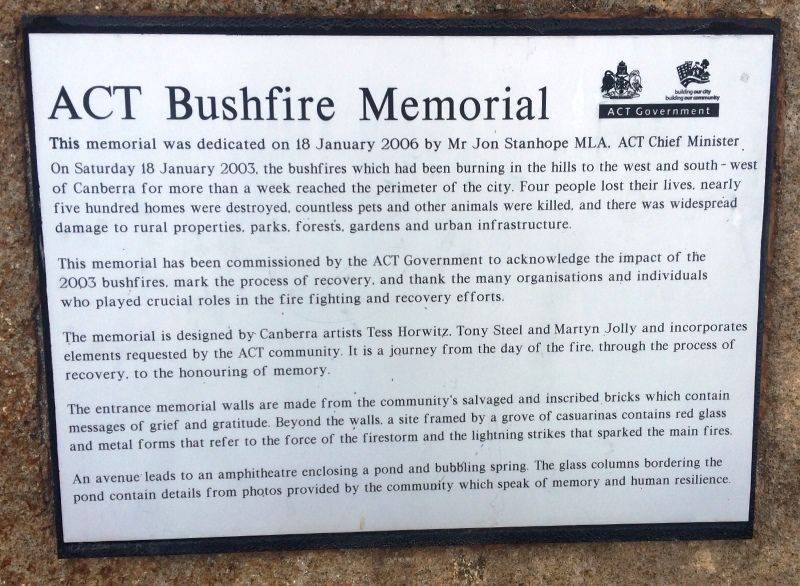 ACT Bushfire Memorial
building our city
building our community
ACT Government
This memorial was dedicated on 18 January 2006 by Mr Jon Stanhope MLA, ACT Chief Minister
On Saturday 18 January 2003, the bushfires which had been burning in the hills to the west and south-west
of Canberra for more than a week reached the perimeter of the city. Four people lost their lives, nearly
five hundred homes were destroyed, countless pets and other animals were killed, and there was widespread
damage to rural properties, parks, forests, gardens and urban infrastructure.
This memorial has been commissioned by the ACT Government to acknowledge the impact of the
2003 bushfires, mark the process of recovery, and thank the many organisations and individuals
who played crucial roles in the fire fighting and recovery efforts.
The memorial is designed by Canberra artists Tess Horwitz, Tony Steel and Martyn Jolly and incorporates
elements requested by the ACT community. It is a journey from the day of the fire, through the process of
recovery, to the honouring of memory.
The entrance memorial walls are made from the community's salvaged and inscribed bricks which contain
messages of grief and gratitude. Beyond the walls, a site framed by a grove of casuarinas contains red glass
and metal forms that refer to the force of the firestorm and the lightning strikes that sparked the main fires.
An avenue leads to an amphitheatre enclosing a pond and bubbling spring. The glass columns bordering the
pond contain details from photos provided by the community which speak of memory and human resilience.